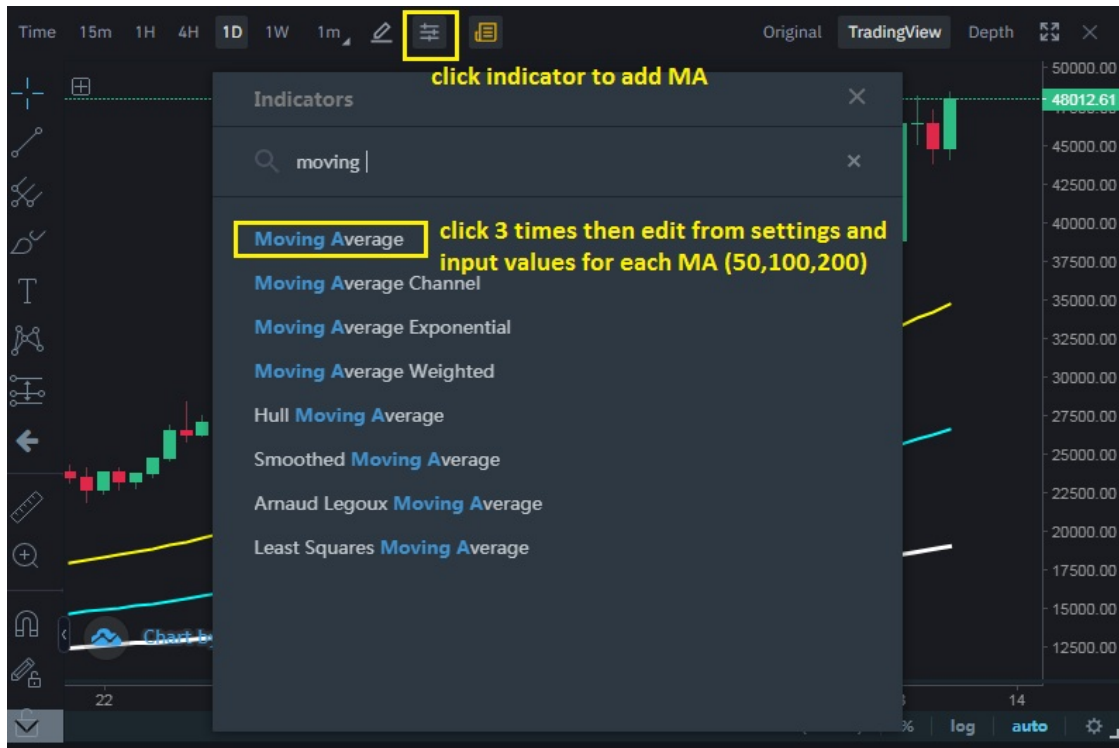 Time 15m 1H 4H 1D 1W 1m Original TradingView Depth
click indicator to add MA
Indicators
moving
Moving Average
click 3 times then edit from settings and
input values for each MA (50,100,200)
Moving Average Channel
Moving Average Exponential
Moving Average Weighted
Hull Moving Average
Smoothed Moving Average
Arnaud Legoux Moving Average
Least Squares Moving Average
50000.00
48012.61
45000.00
42500.00
40000.00
37500.00
35000.00
32500.00
30000.00
27500.00
25000.00
22500.00
20000.00
17500.00
15000.00
12500.00
Chart by
22 14
% log auto